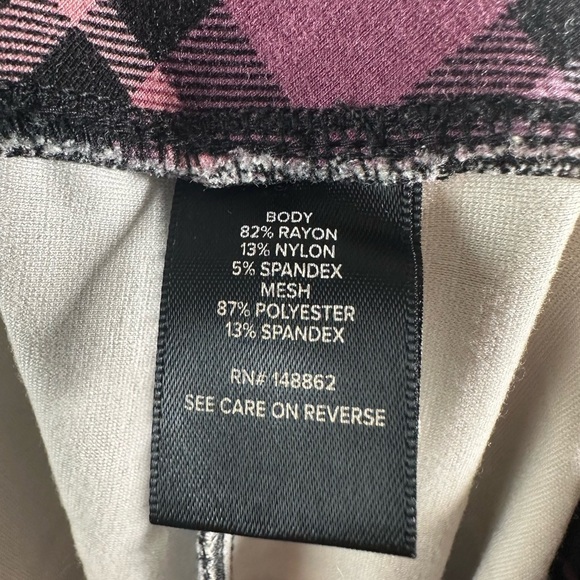 BODY
82% RAYON
13% NYLON
5% SPANDEX
MESH
87% POLYESTER
13% SPANDEX
RN# 148862
SEE CARE ON REVERSE